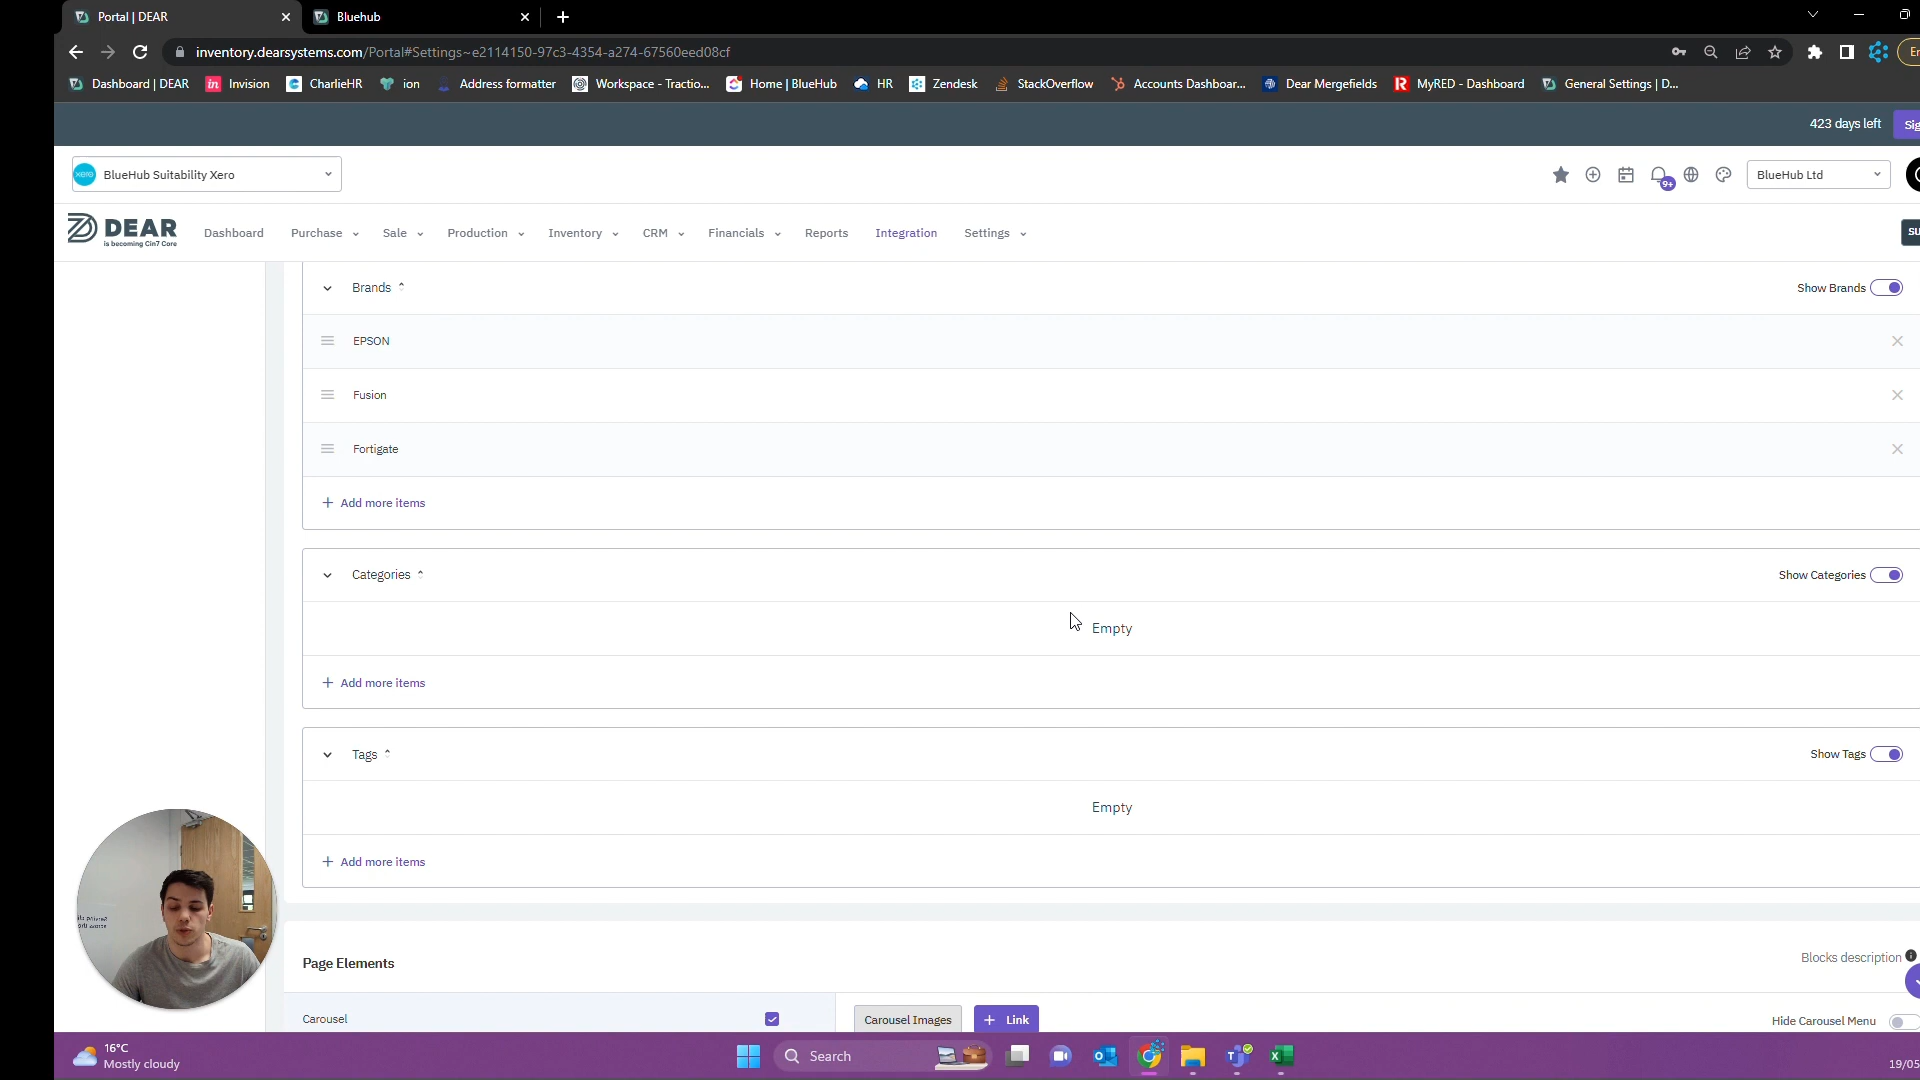 Portal | DEAR
Bluehub
inventory.dearsystems.com/Portal#Settings~e2114150-97c3-4354-a274-67560eed08cf
Dashboard | DEAR
Invision
CharlieHR
ion
Address formatter
Workspace - Tractio...
Home | BlueHub
HR
Zendesk
StackOverflow
Accounts Dashboar...
Dear Mergefields
MyRED - Dashboard
General Settings | D...
423 days left
xero
BlueHub Suitability Xero
9+
BlueHub Ltd
DEAR
is becoming Cin7 Core
Dashboard
Purchase
Sale
Production
Inventory
CRM
Financials
Reports
Integration
Settings
Brands
Show Brands
EPSON
Fusion
Fortigate
+ Add more items
Categories
Show Categories
Empty
+ Add more items
Tags
Show Tags
Empty
+ Add more items
Page Elements
Blocks description
Carousel
Carousel Images
+ Link
Hide Carousel Menu
16°C
Mostly cloudy
Search
19/05